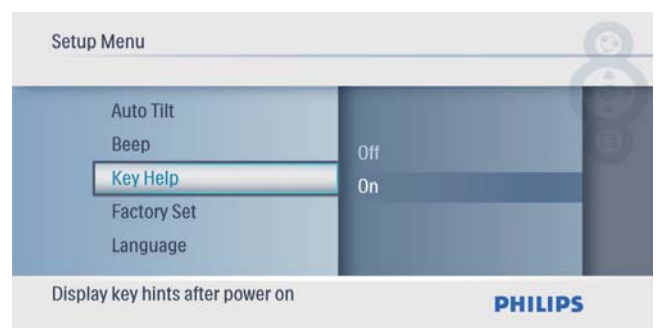 Setup Menu
Auto Tilt
Beep
Key Help
Factory Set
Language
Off
On
Display key hints after power on
PHILIPS